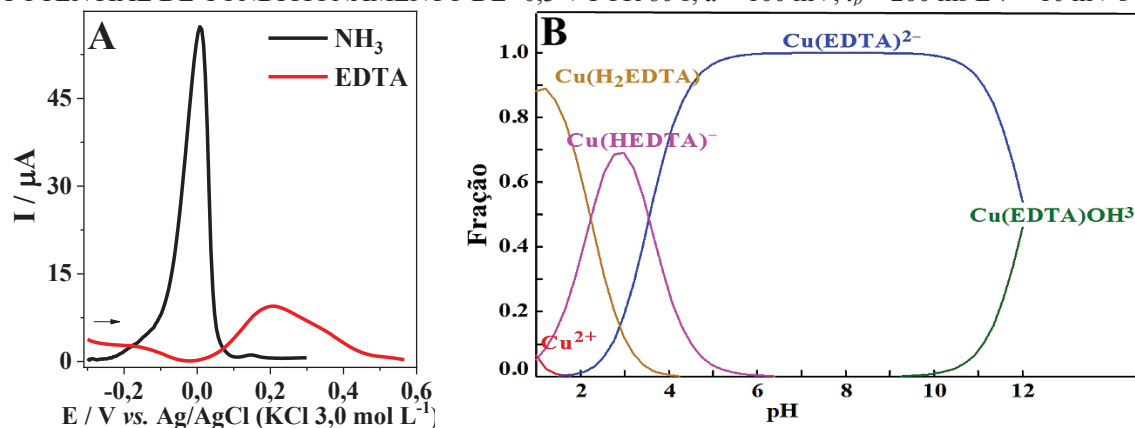 A
NH₃
EDTA
45
30
15
0
I / µA
-0,2
0,0
0,2
0,4
0,6
E / V vs. Ag/AgCl (KCl 3,0 mol L⁻¹)
B
Cu(EDTA)²⁻
Cu(H₂EDTA)
Cu(HEDTA)⁻
Cu(EDTA)OH³
Cu²⁺
1.0
0.8
0.6
0.4
0.2
0.0
Fração
2
4
6
8
10
12
pH